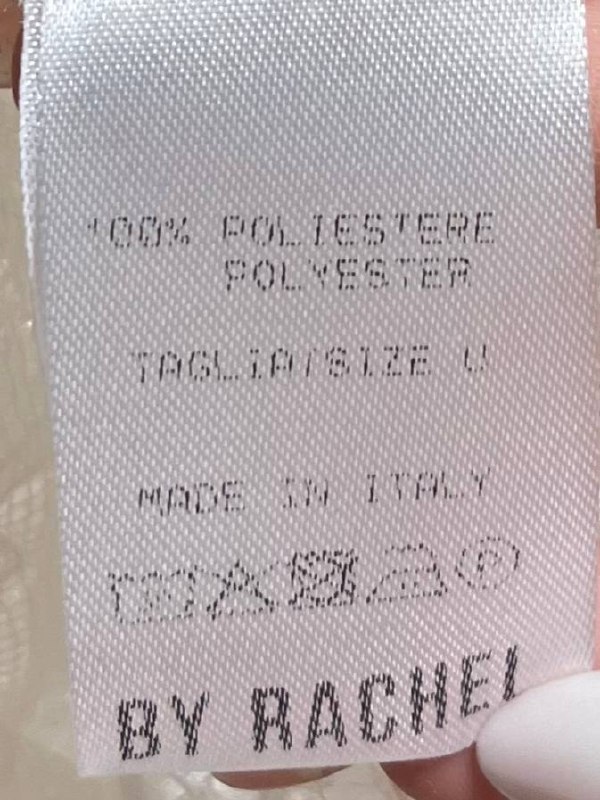 100% POLIESTERE
POLYESTER
TAGLIA/SIZE U
MADE IN ITALY
P
BY RACHEL